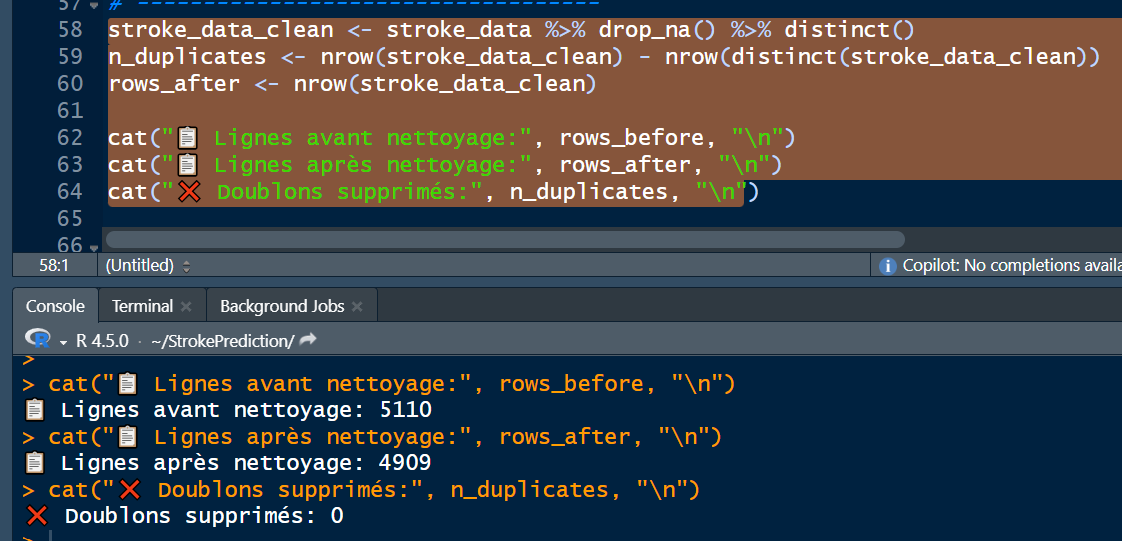 57 # -----------------------------------
58 stroke_data_clean <- stroke_data %>% drop_na() %>% distinct()
59 n_duplicates <- nrow(stroke_data_clean) - nrow(distinct(stroke_data_clean))
60 rows_after <- nrow(stroke_data_clean)
61
62 cat("📋 Lignes avant nettoyage:", rows_before, "\n")
63 cat("📋 Lignes après nettoyage:", rows_after, "\n")
64 cat("❌ Doublons supprimés:", n_duplicates, "\n")
65
66
58:1 (Untitled) Copilot: No completions availa
Console Terminal Background Jobs
R 4.5.0 · ~/StrokePrediction/
>
> cat("📋 Lignes avant nettoyage:", rows_before, "\n")
📋 Lignes avant nettoyage: 5110
> cat("📋 Lignes après nettoyage:", rows_after, "\n")
📋 Lignes après nettoyage: 4909
> cat("❌ Doublons supprimés:", n_duplicates, "\n")
❌ Doublons supprimés: 0
>